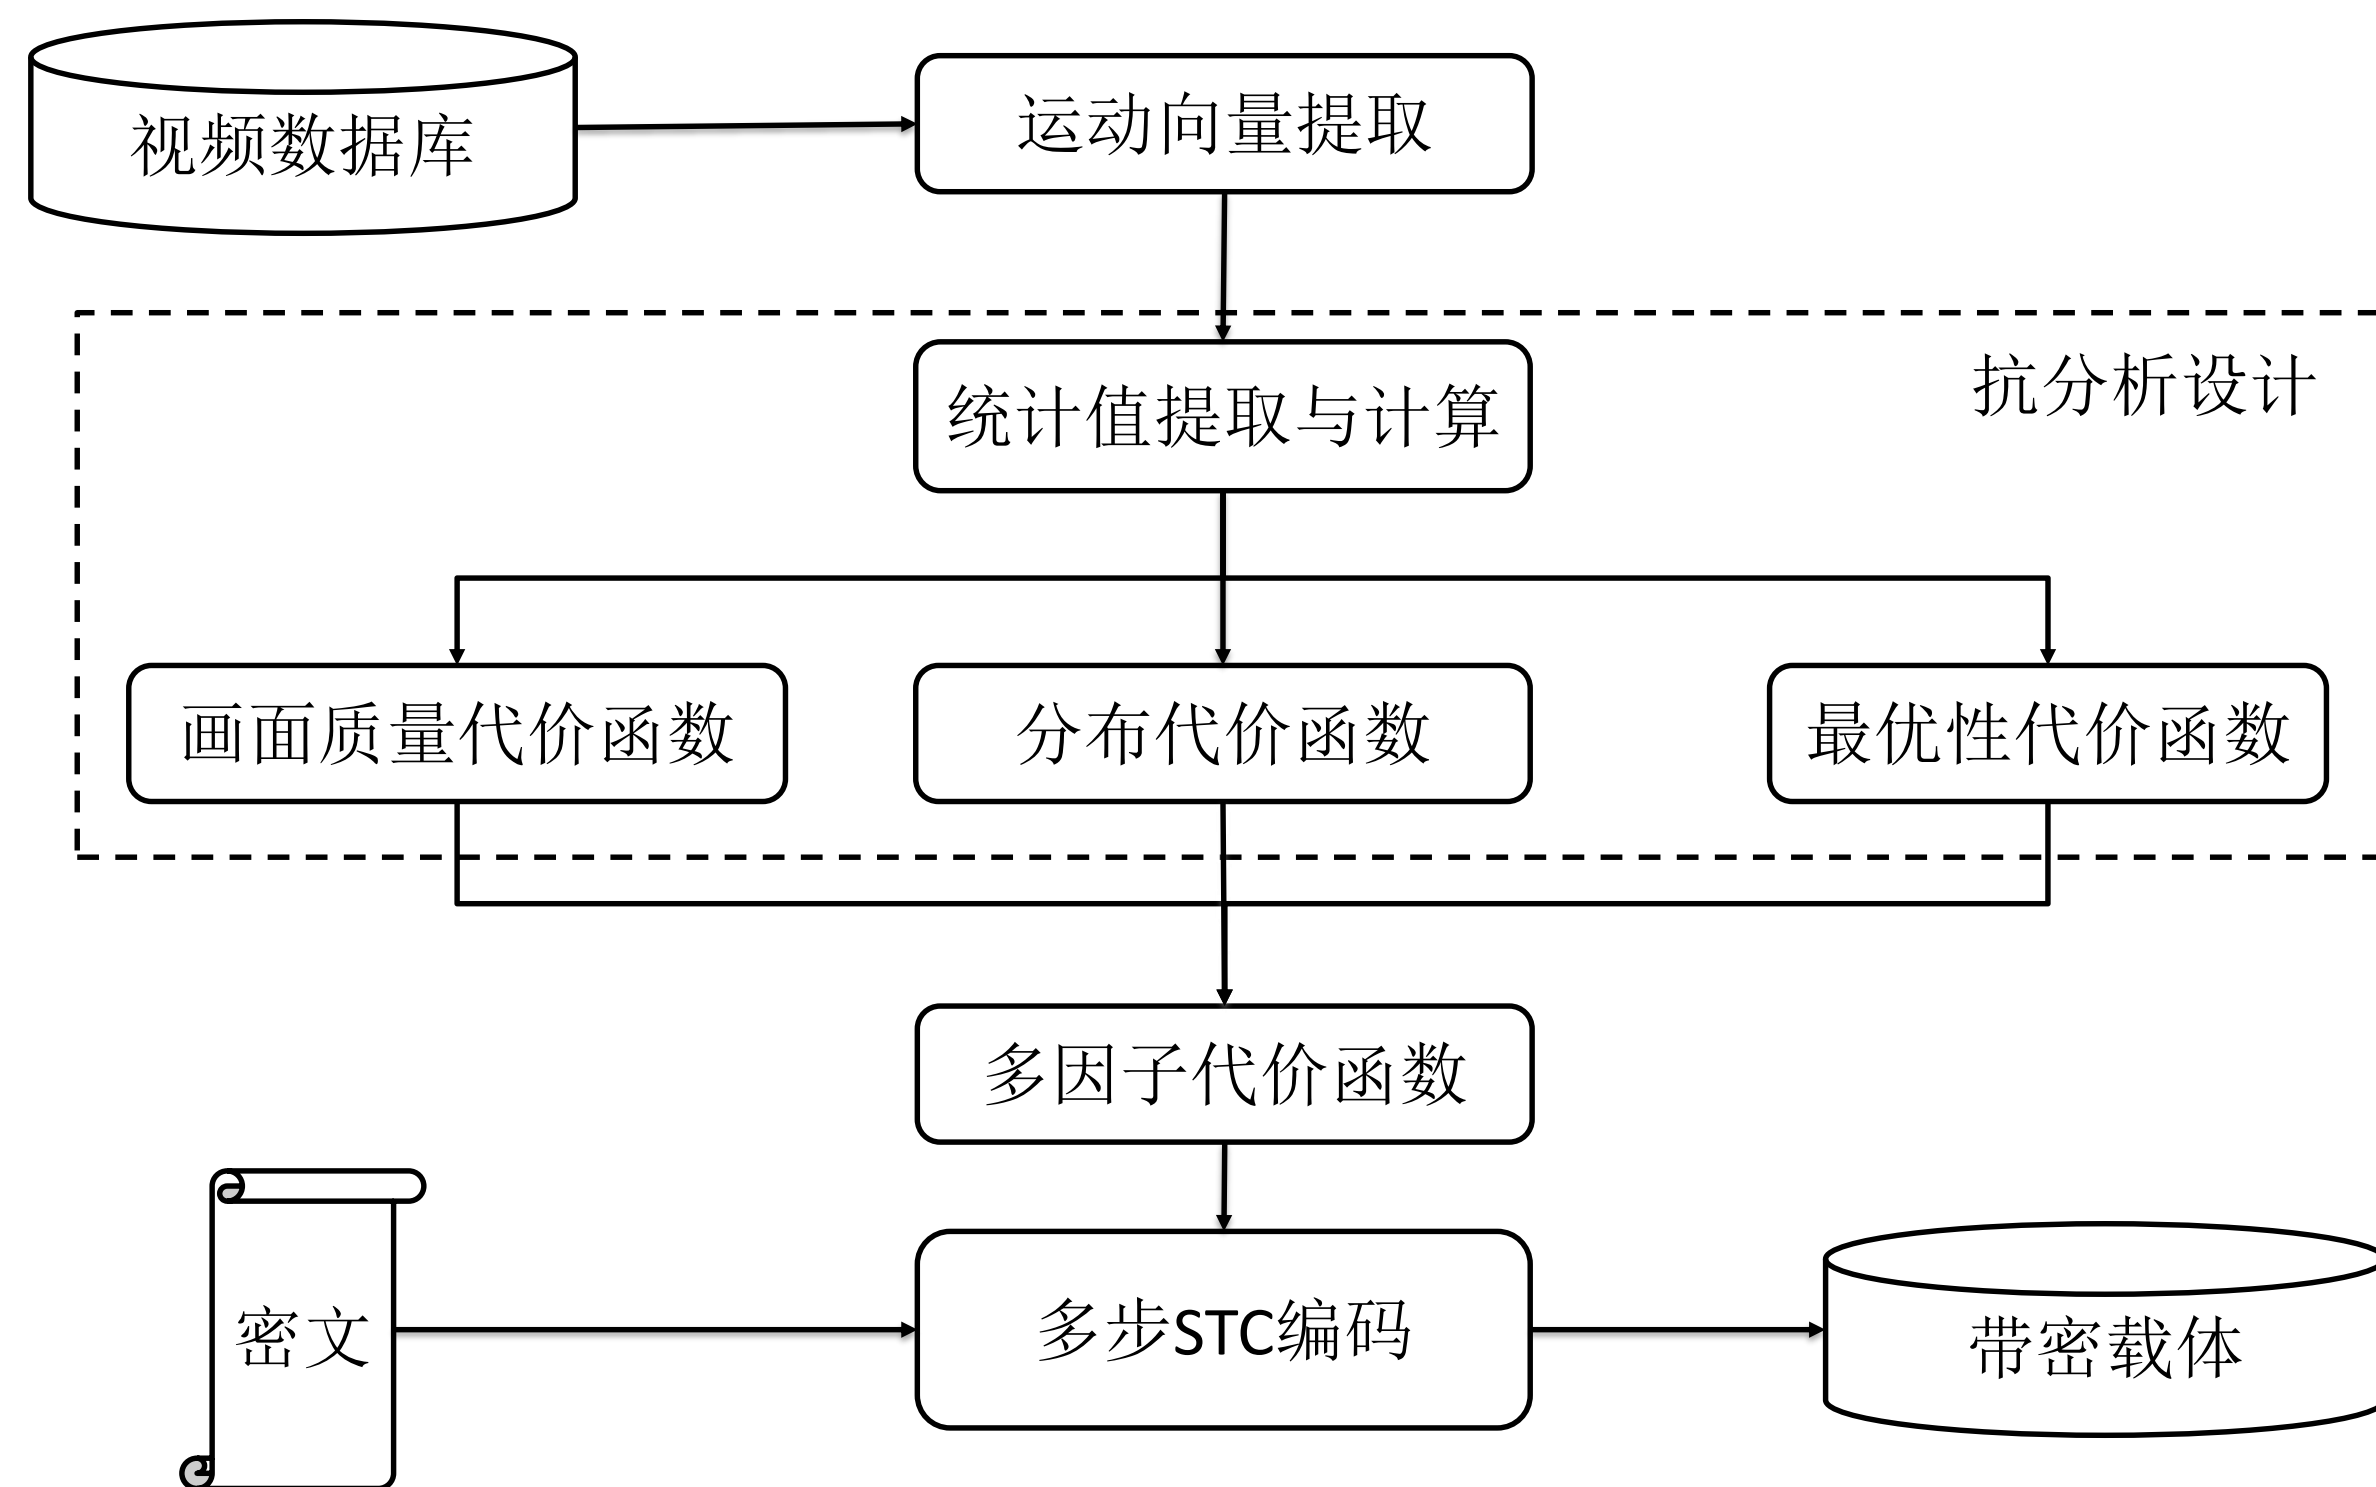 视频数据库
运动向量提取
抗分析设计
统计值提取与计算
画面质量代价函数
分布代价函数
最优性代价函数
多因子代价函数
密文
多步STC编码
带密载体